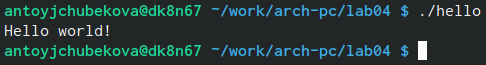 antoyjchubekova@dk8n67 ~/work/arch-pc/lab04 $ ./hello
Hello world!
antoyjchubekova@dk8n67 ~/work/arch-pc/lab04 $